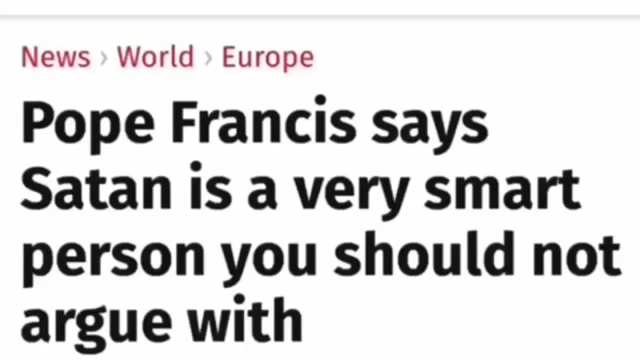 News › World › Europe
Pope Francis says
Satan is a very smart
person you should not
argue with